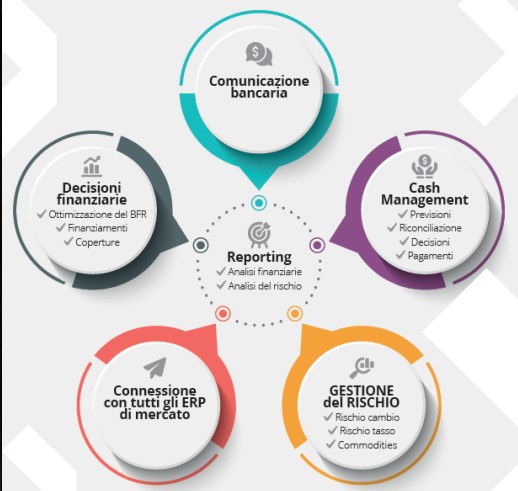 Comunicazione
bancaria
Decisioni
finanziarie
Ottimizzazione del BFR
Finanziamenti
Coperture
Cash
Management
Previsioni
Riconciliazione
Decisioni
Pagamenti
Reporting
Analisi finanziarie
Analisi del rischio
Connessione
con tutti gli ERP
di mercato
GESTIONE
del RISCHIO
Rischio cambio
Rischio tasso
Commodities